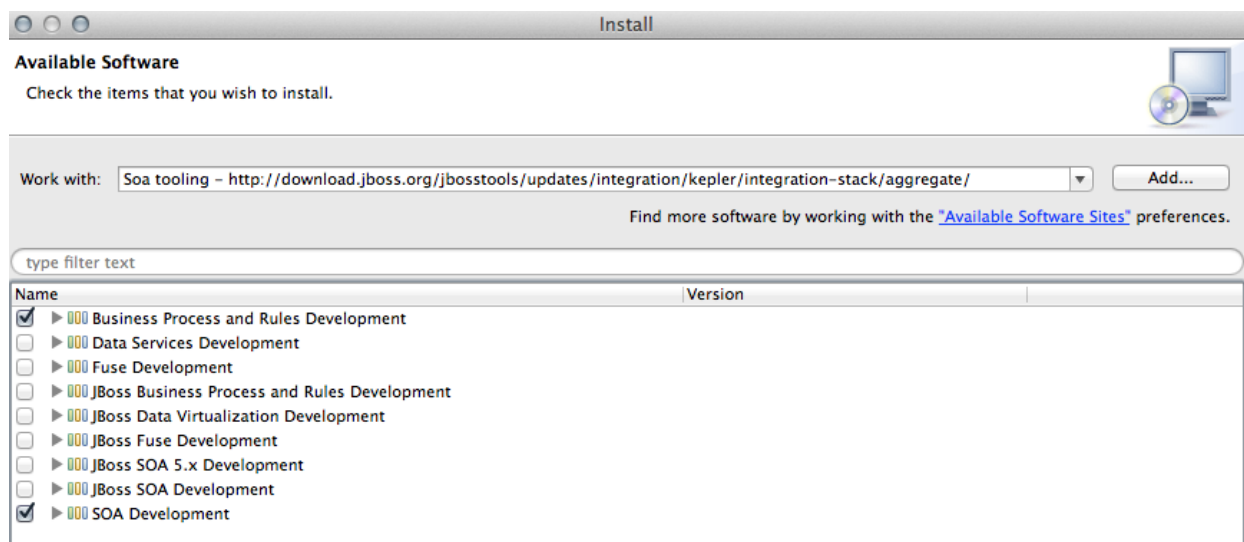 Install
Available Software
Check the items that you wish to install.
Work with: Soa tooling – http://download.jboss.org/jbosstools/updates/integration/kepler/integration-stack/aggregate/ Add...
Find more software by working with the "Available Software Sites" preferences.
type filter text
Name Version
Business Process and Rules Development
Data Services Development
Fuse Development
JBoss Business Process and Rules Development
JBoss Data Virtualization Development
JBoss Fuse Development
JBoss SOA 5.x Development
JBoss SOA Development
SOA Development